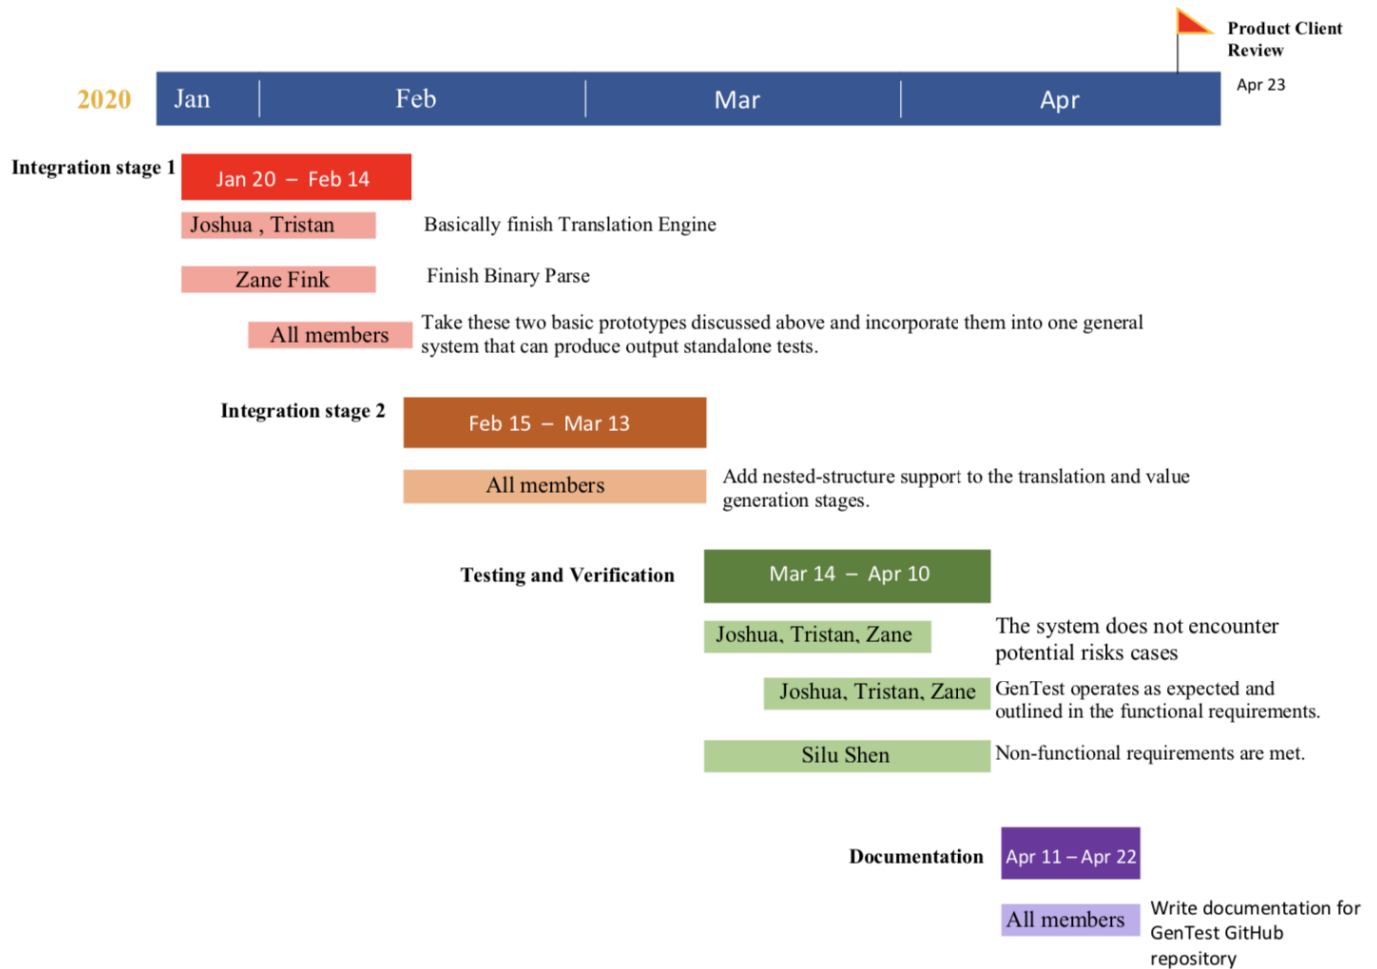 Product Client
Review
Apr 23
2020 Jan Feb Mar Apr
Integration stage 1
Jan 20 – Feb 14
Joshua , Tristan
Basically finish Translation Engine
Zane Fink
Finish Binary Parse
All members
Take these two basic prototypes discussed above and incorporate them into one general
system that can produce output standalone tests.
Integration stage 2
Feb 15 – Mar 13
All members
Add nested-structure support to the translation and value
generation stages.
Testing and Verification
Mar 14 – Apr 10
Joshua, Tristan, Zane
The system does not encounter
potential risks cases
Joshua, Tristan, Zane
GenTest operates as expected and
outlined in the functional requirements.
Silu Shen
Non-functional requirements are met.
Documentation
Apr 11 – Apr 22
All members
Write documentation for
GenTest GitHub
repository